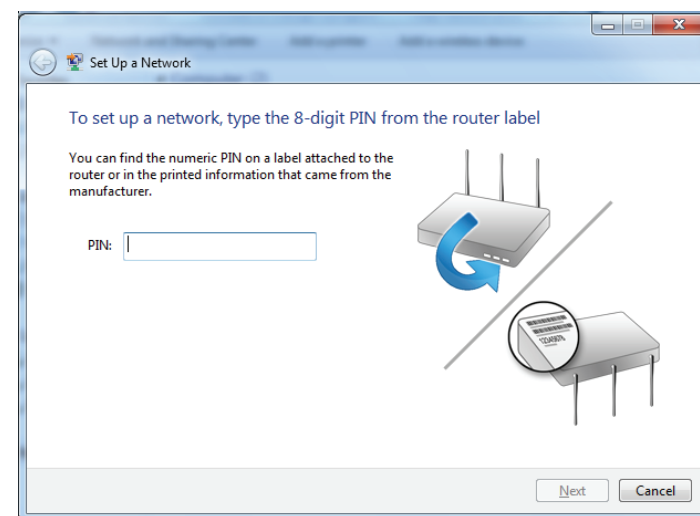 Set Up a Network
To set up a network, type the 8-digit PIN from the router label
You can find the numeric PIN on a label attached to the
router or in the printed information that came from the
manufacturer.
PIN:
12345678
Next
Cancel